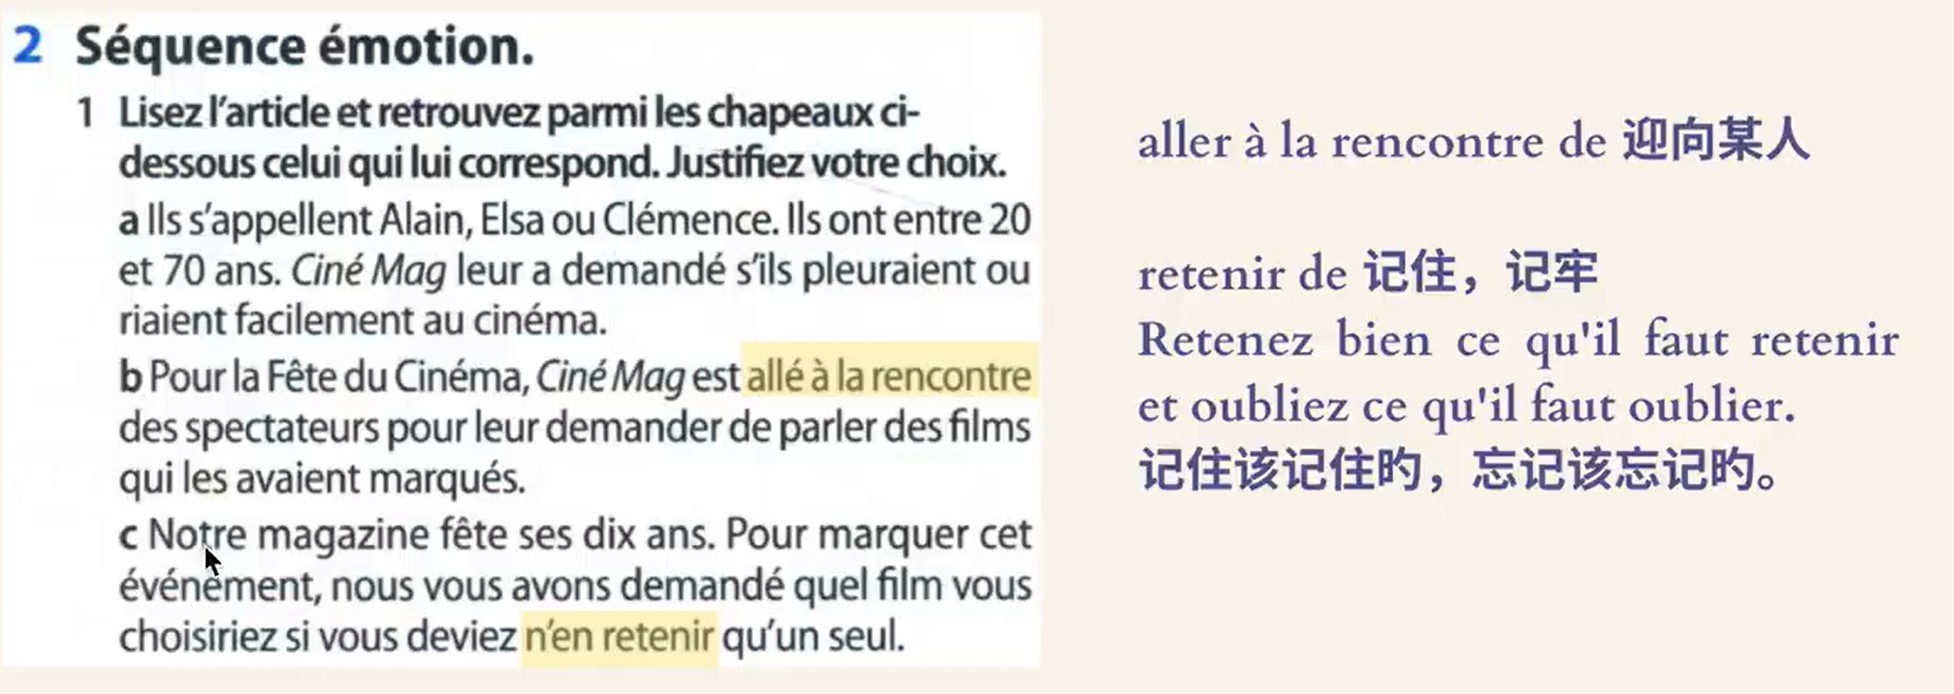 2 Séquence émotion.
1 Lisez l'article et retrouvez parmi les chapeaux ci-
dessous celui qui lui correspond. Justifiez votre choix.
a Ils s'appellent Alain, Elsa ou Clémence. Ils ont entre 20
et 70 ans. Ciné Mag leur a demandé s'ils pleuraient ou
riaient facilement au cinéma.
b Pour la Fête du Cinéma, Ciné Mag est allé à la rencontre
des spectateurs pour leur demander de parler des films
qui les avaient marqués.
c Notre magazine fête ses dix ans. Pour marquer cet
événement, nous vous avons demandé quel film vous
choisiriez si vous deviez n'en retenir qu'un seul.
aller à la rencontre de 迎向某人
retenir de 记住，记牢
Retenez bien ce qu'il faut retenir
et oubliez ce qu'il faut oublier.
记住该记住旳，忘记该忘记旳。